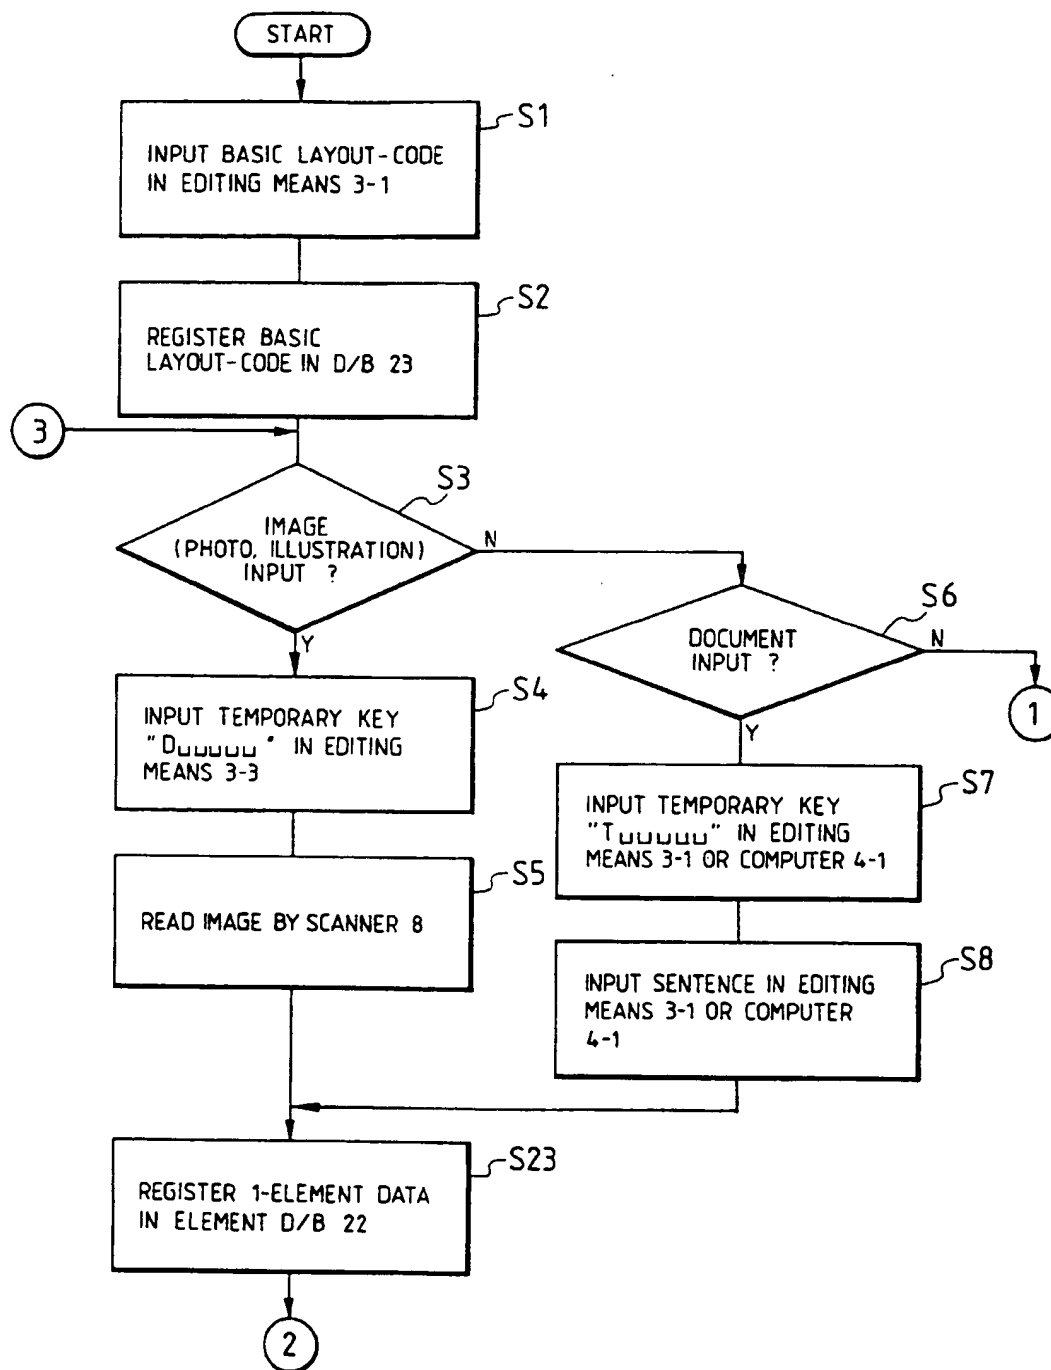 START
S1
INPUT BASIC LAYOUT-CODE
IN EDITING MEANS 3-1
S2
REGISTER BASIC
LAYOUT-CODE IN D/B 23
3
S3
IMAGE
(PHOTO, ILLUSTRATION)
INPUT ?
N
Y
S6
DOCUMENT
INPUT ?
N
1
Y
S4
INPUT TEMPORARY KEY
"D␣␣␣␣␣" IN EDITING
MEANS 3-3
S7
INPUT TEMPORARY KEY
"T␣␣␣␣␣" IN EDITING
MEANS 3-1 OR COMPUTER 4-1
S5
READ IMAGE BY SCANNER 8
S8
INPUT SENTENCE IN EDITING
MEANS 3-1 OR COMPUTER
4-1
S23
REGISTER 1-ELEMENT DATA
IN ELEMENT D/B 22
2